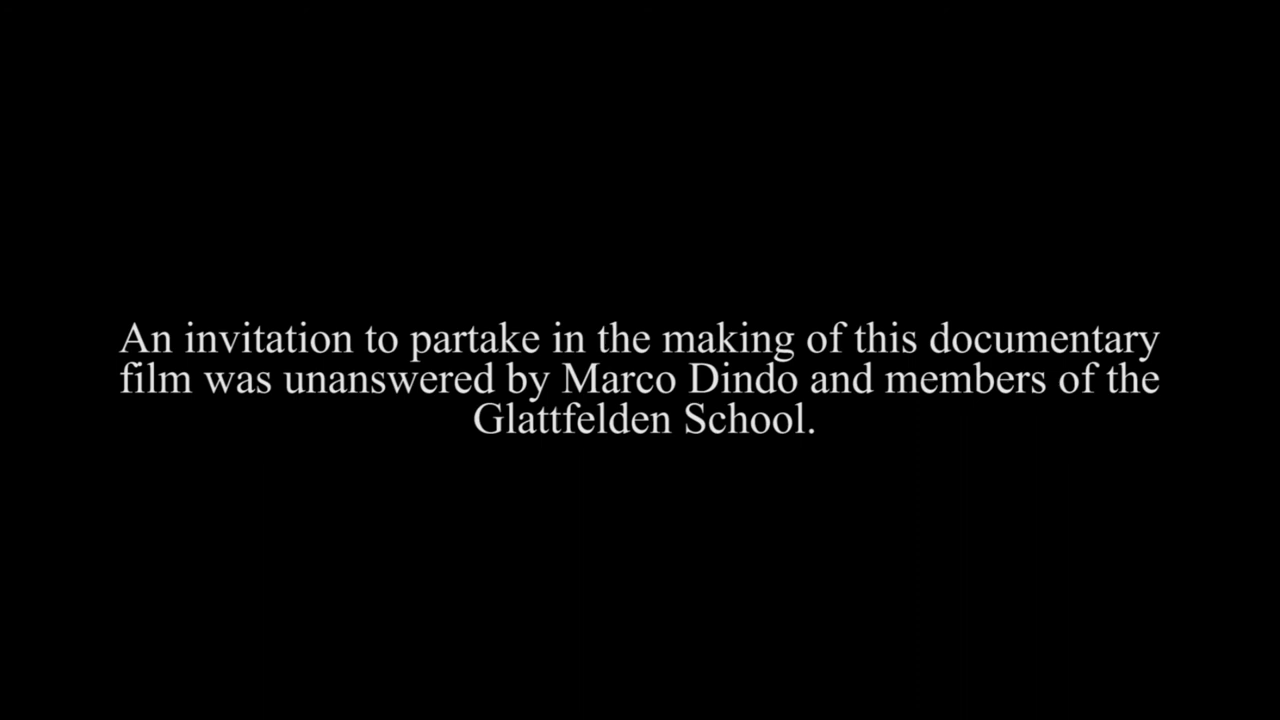 An invitation to partake in the making of this documentary
film was unanswered by Marco Dindo and members of the
Glattfelden School.